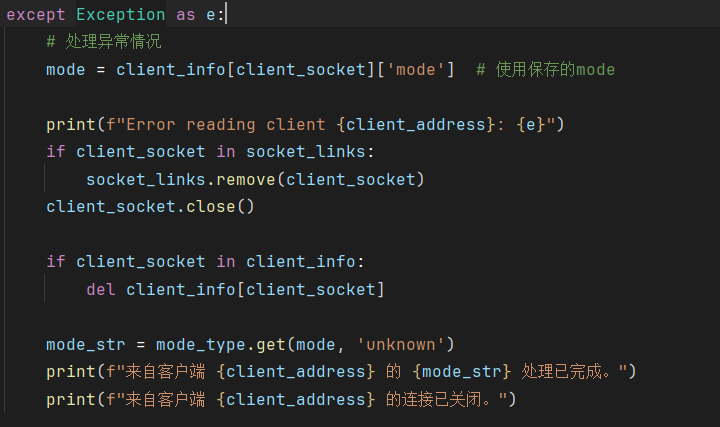 except Exception as e:
    # 处理异常情况
    mode = client_info[client_socket]['mode']  # 使用保存的mode
    print(f"Error reading client {client_address}: {e}")
    if client_socket in socket_links:
        socket_links.remove(client_socket)
    client_socket.close()
    if client_socket in client_info:
        del client_info[client_socket]
    mode_str = mode_type.get(mode, 'unknown')
    print(f"来自客户端 {client_address} 的 {mode_str} 处理已完成。")
    print(f"来自客户端 {client_address} 的连接已关闭。")